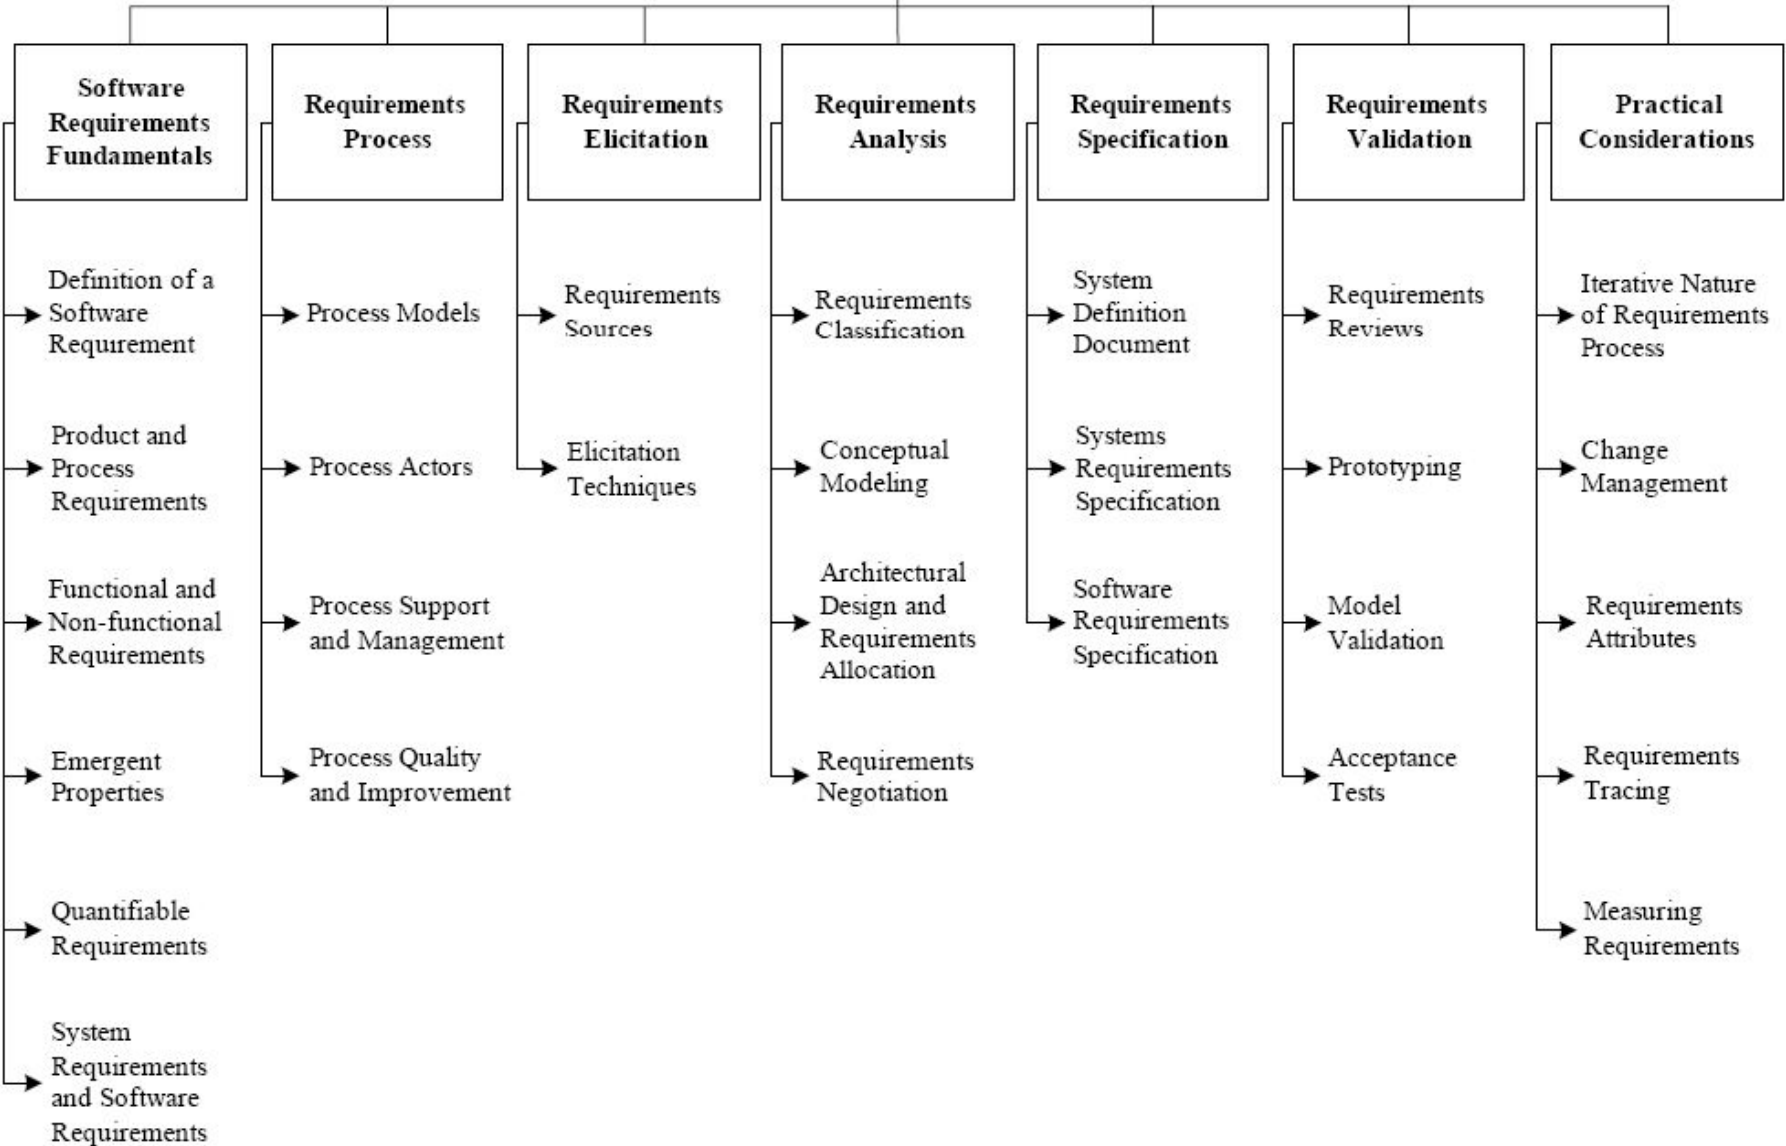 Software
Requirements
Fundamentals
Definition of a
Software
Requirement
Product and
Process
Requirements
Functional and
Non-functional
Requirements
Emergent
Properties
Quantifiable
Requirements
System
Requirements
and Software
Requirements
Requirements
Process
Process Models
Process Actors
Process Support
and Management
Process Quality
and Improvement
Requirements
Elicitation
Requirements
Sources
Elicitation
Techniques
Requirements
Analysis
Requirements
Classification
Conceptual
Modeling
Architectural
Design and
Requirements
Allocation
Requirements
Negotiation
Requirements
Specification
System
Definition
Document
Systems
Requirements
Specification
Software
Requirements
Specification
Requirements
Validation
Requirements
Reviews
Prototyping
Model
Validation
Acceptance
Tests
Practical
Considerations
Iterative Nature
of Requirements
Process
Change
Management
Requirements
Attributes
Requirements
Tracing
Measuring
Requirements